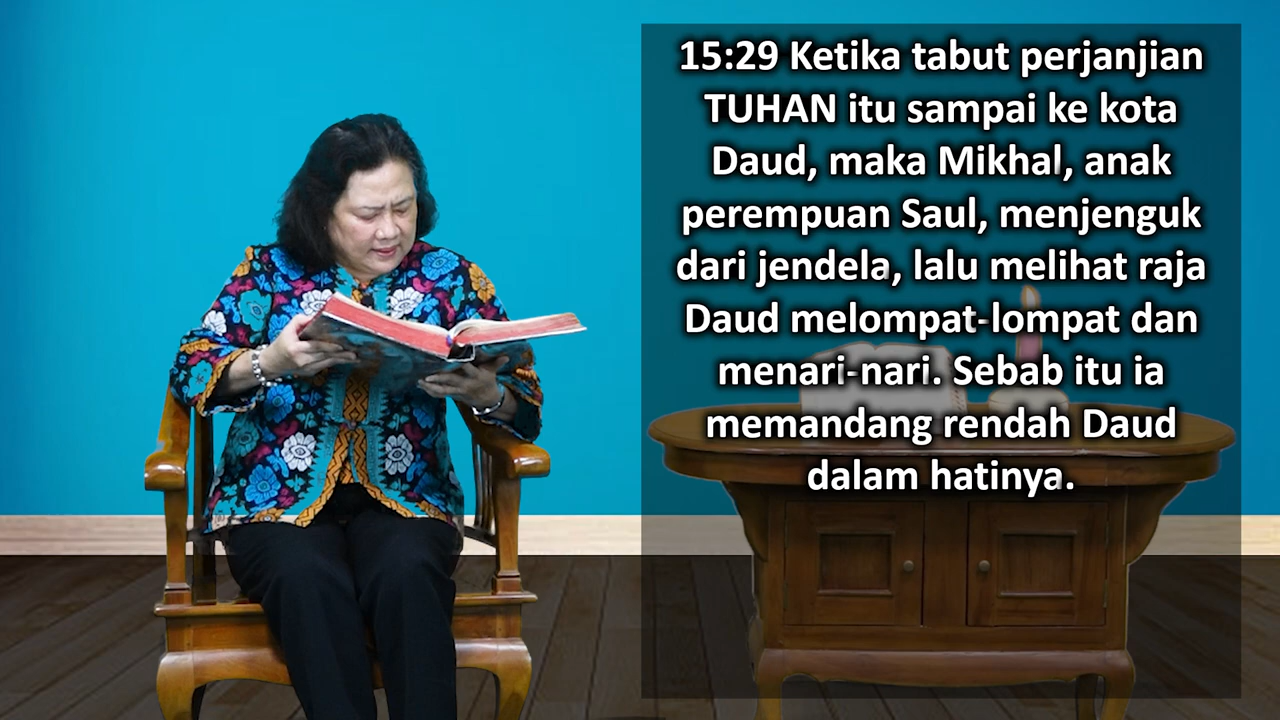 15:29 Ketika tabut perjanjian
TUHAN itu sampai ke kota
Daud, maka Mikhal, anak
perempuan Saul, menjenguk
dari jendela, lalu melihat raja
Daud melompat-lompat dan
menari-nari. Sebab itu ia
memandang rendah Daud
dalam hatinya.